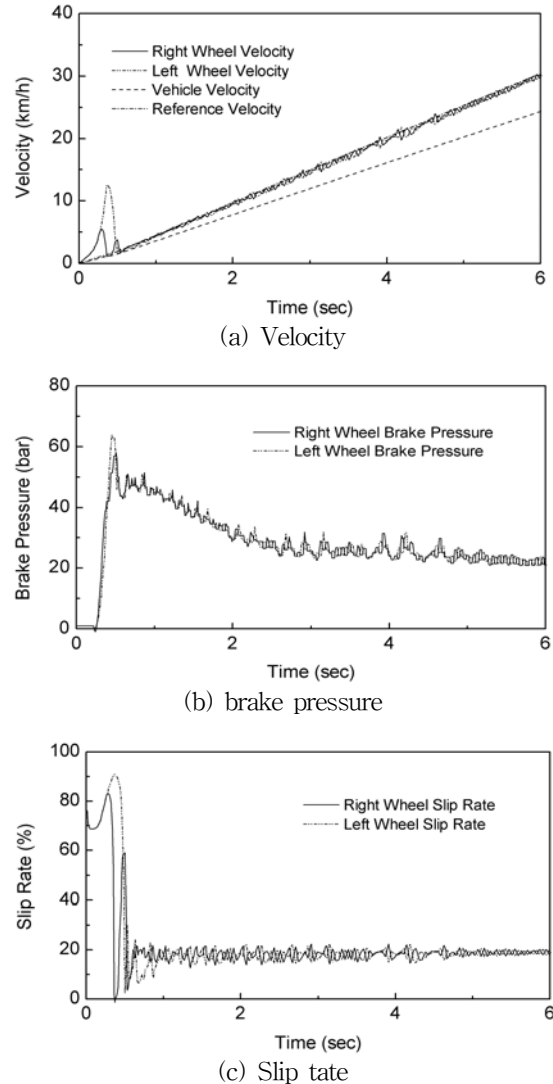 40
30
20
10
0
Velocity (km/h)
Right Wheel Velocity
Left Wheel Velocity
Vehicle Velocity
Reference Velocity
0 2 4 6
Time (sec)
(a) Velocity
80
60
40
20
0
Brake Pressure (bar)
Right Wheel Brake Pressure
Left Wheel Brake Pressure
0 2 4 6
Time (sec)
(b) brake pressure
100
80
60
40
20
0
Slip Rate (%)
Right Wheel Slip Rate
Left Wheel Slip Rate
0 2 4 6
Time (sec)
(c) Slip tate